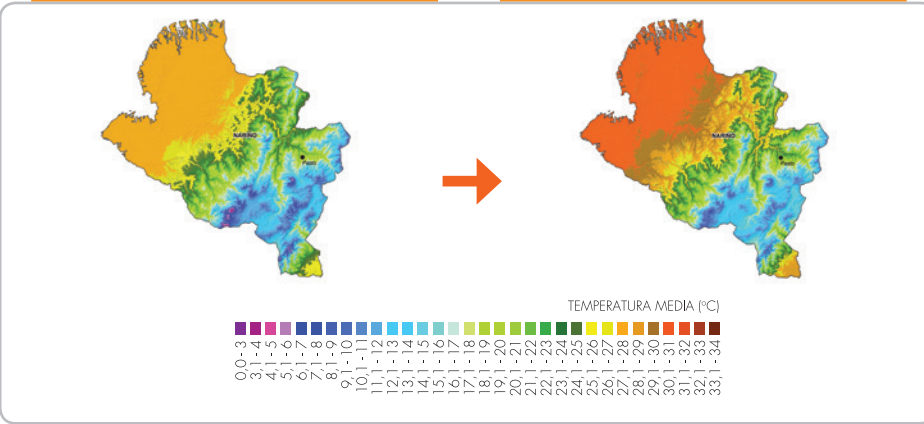 NARIÑO
Pasto
NARIÑO
Pasto
TEMPERATURA MEDIA (ºC)
0,0 - 3
3,1 - 4
4,1 - 5
5,1 - 6
6,1 - 7
7,1 - 8
8,1 - 9
9,1 - 10
10,1 - 11
11,1 - 12
12,1 - 13
13,1 - 14
14,1 - 15
15,1 - 16
16,1 - 17
17,1 - 18
18,1 - 19
19,1 - 20
20,1 - 21
21,1 - 22
22,1 - 23
23,1 - 24
24,1 - 25
25,1 - 26
26,1 - 27
27,1 - 28
28,1 - 29
29,1 - 30
30,1 - 31
31,1 - 32
32,1 - 33
33,1 - 34